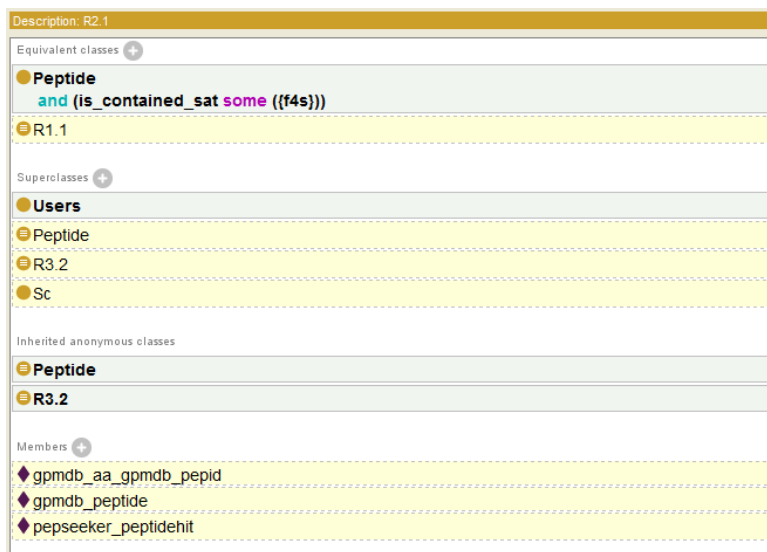 Description: R2.1
Equivalent classes
Peptide
and (is_contained_sat some ({f4s}))
R1.1
Superclasses
Users
Peptide
R3.2
Sc
Inherited anonymous classes
Peptide
R3.2
Members
gpmdb_aa_gpmdb_pepid
gpmdb_peptide
pepseeker_peptidehit